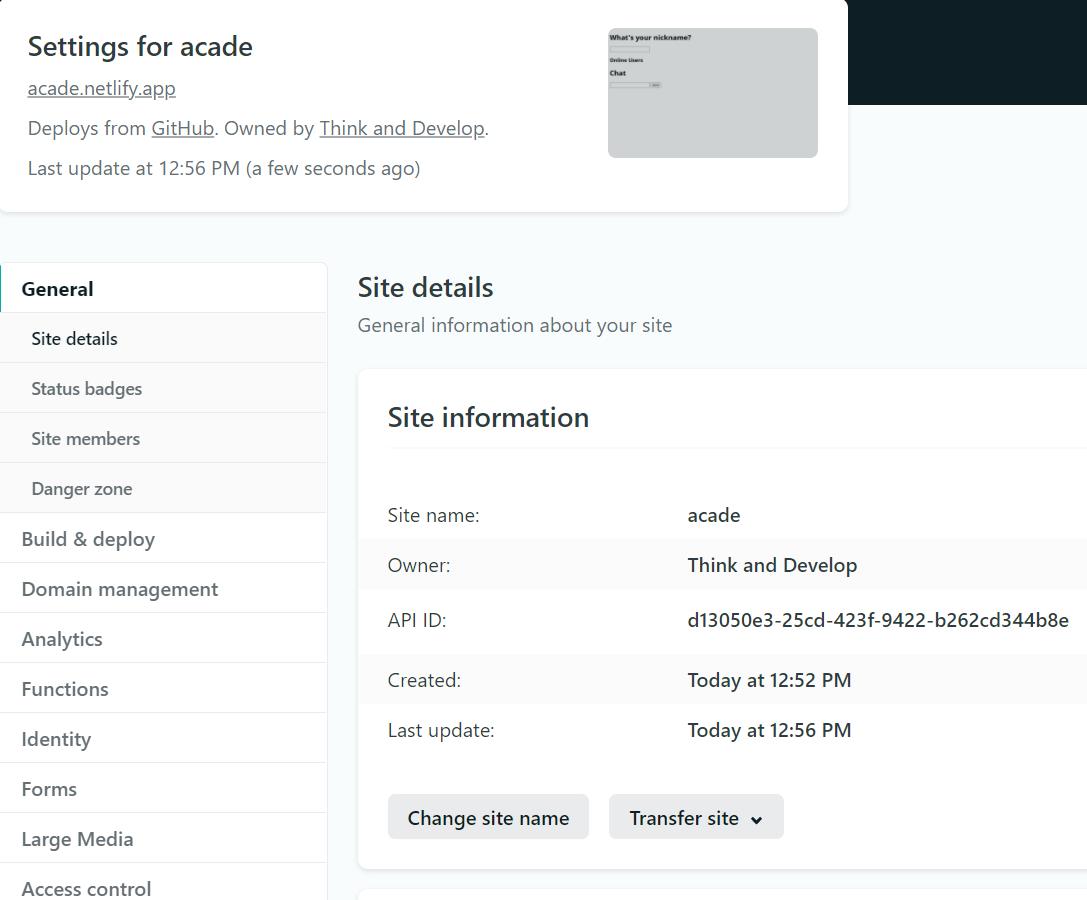 Settings for acade
acade.netlify.app
Deploys from GitHub. Owned by Think and Develop.
Last update at 12:56 PM (a few seconds ago)
What's your nickname?
Online Users
Chat
General
Site details
Status badges
Site members
Danger zone
Build & deploy
Domain management
Analytics
Functions
Identity
Forms
Large Media
Access control
Site details
General information about your site
Site information
Site name: acade
Owner: Think and Develop
API ID: d13050e3-25cd-423f-9422-b262cd344b8e
Created: Today at 12:52 PM
Last update: Today at 12:56 PM
Change site name Transfer site